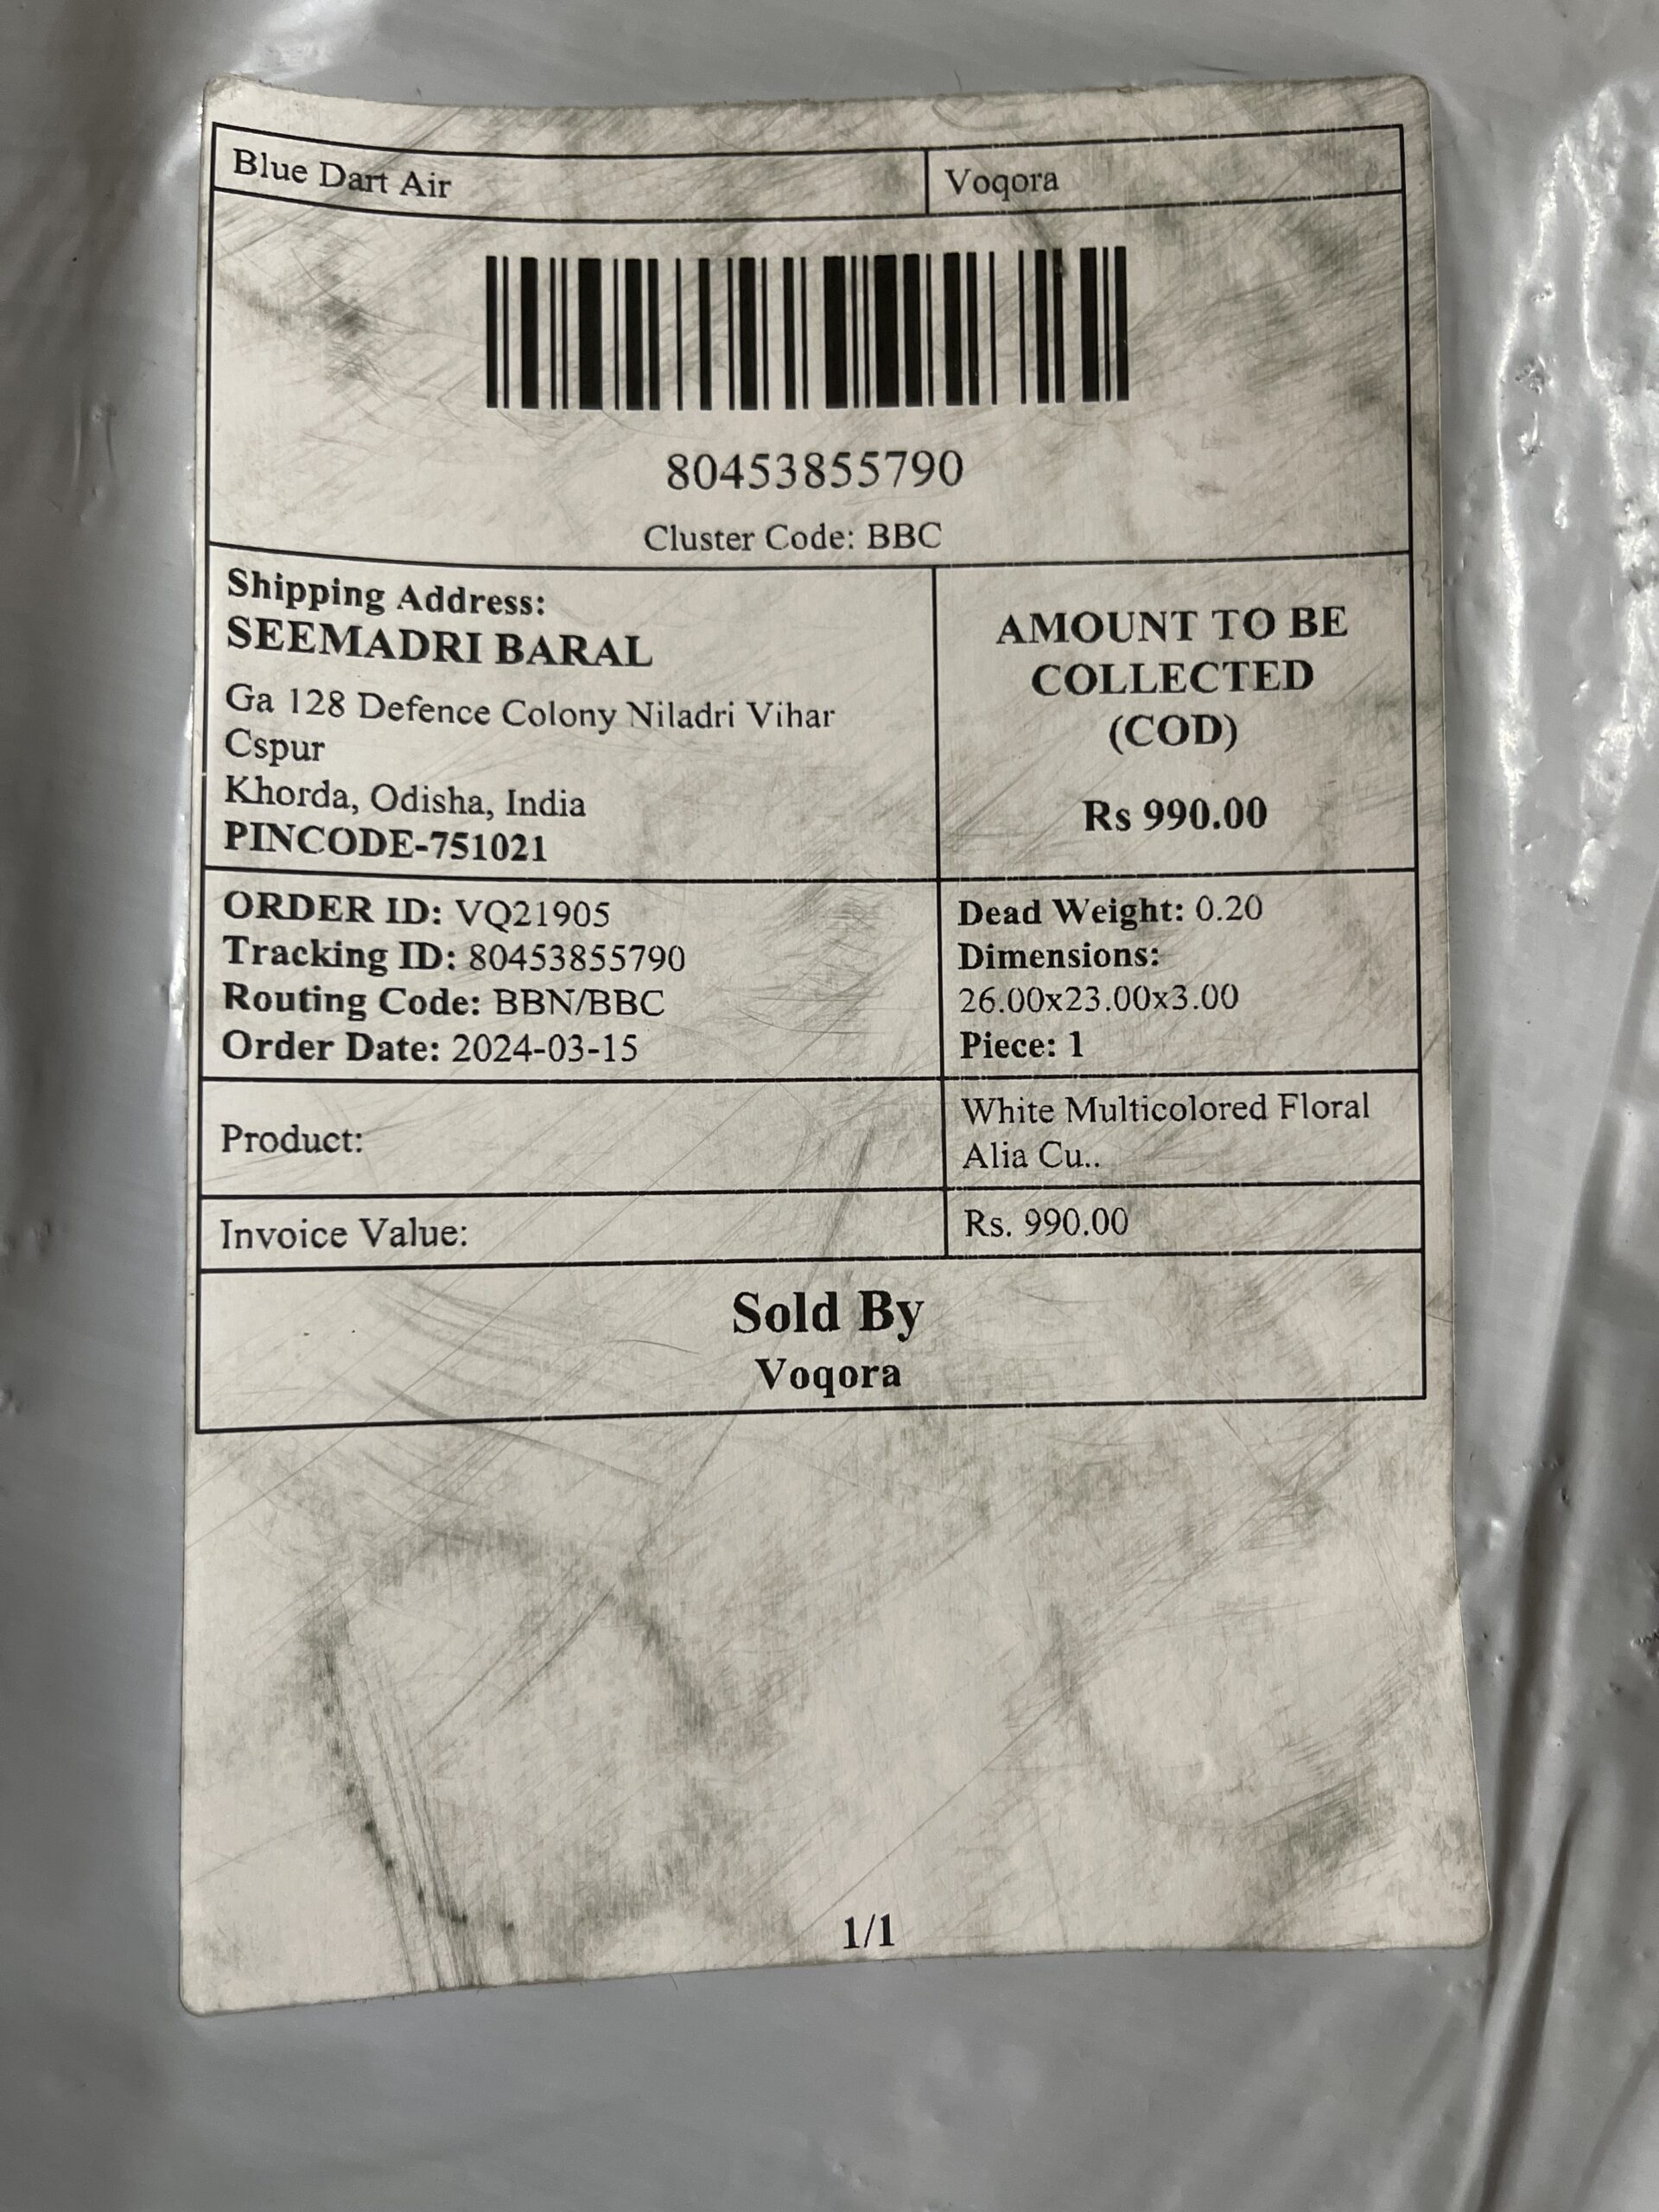 Blue Dart Air
Voqora
80453855790
Cluster Code: BBC
Shipping Address:
SEEMADRI BARAL
Ga 128 Defence Colony Niladri Vihar
Cspur
Khorda, Odisha, India
PINCODE-751021
AMOUNT TO BE
COLLECTED
(COD)
Rs 990.00
ORDER ID: VQ21905
Tracking ID: 80453855790
Routing Code: BBN/BBC
Order Date: 2024-03-15
Dead Weight: 0.20
Dimensions:
26.00x23.00x3.00
Piece: 1
Product:
White Multicolored Floral
Alia Cu..
Invoice Value:
Rs. 990.00
Sold By
Voqora
1/1